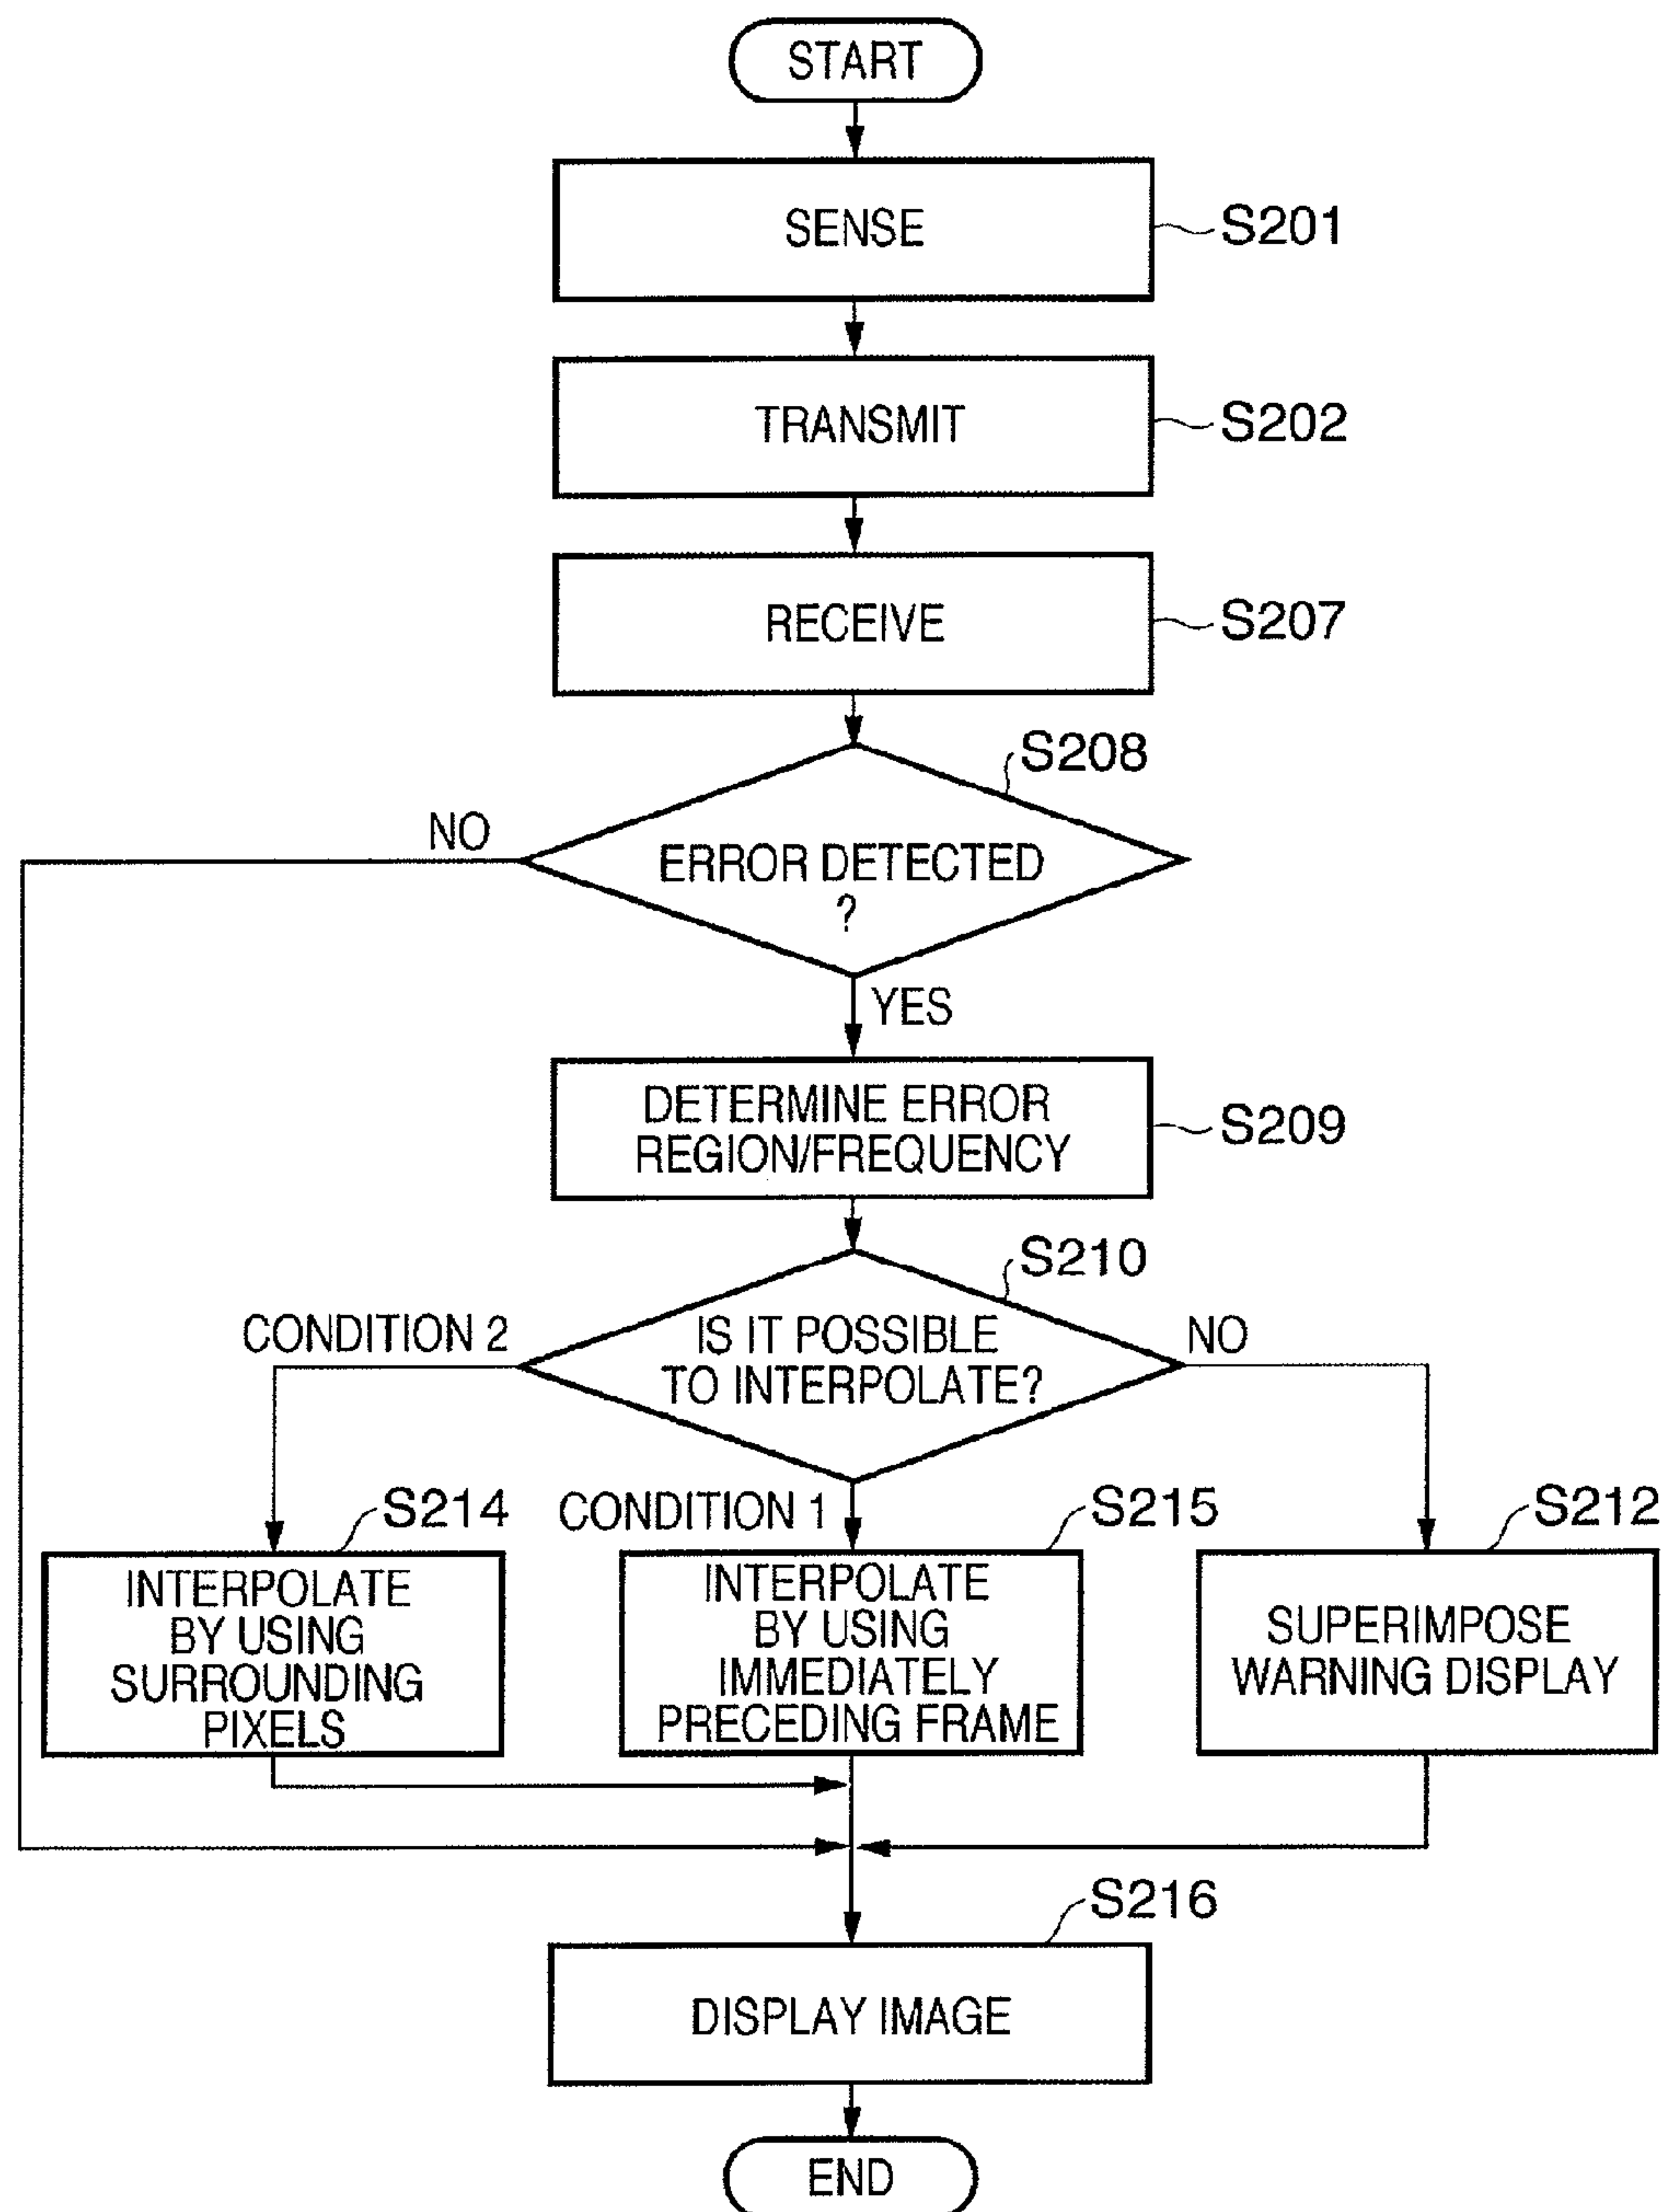 START
SENSE
S201
TRANSMIT
S202
RECEIVE
S207
S208
NO
ERROR DETECTED
?
YES
DETERMINE ERROR
REGION/FREQUENCY
S209
S210
CONDITION 2
IS IT POSSIBLE
TO INTERPOLATE?
NO
S214
CONDITION 1
S215
S212
INTERPOLATE
BY USING
SURROUNDING
PIXELS
INTERPOLATE
BY USING
IMMEDIATELY
PRECEDING FRAME
SUPERIMPOSE
WARNING DISPLAY
S216
DISPLAY IMAGE
END